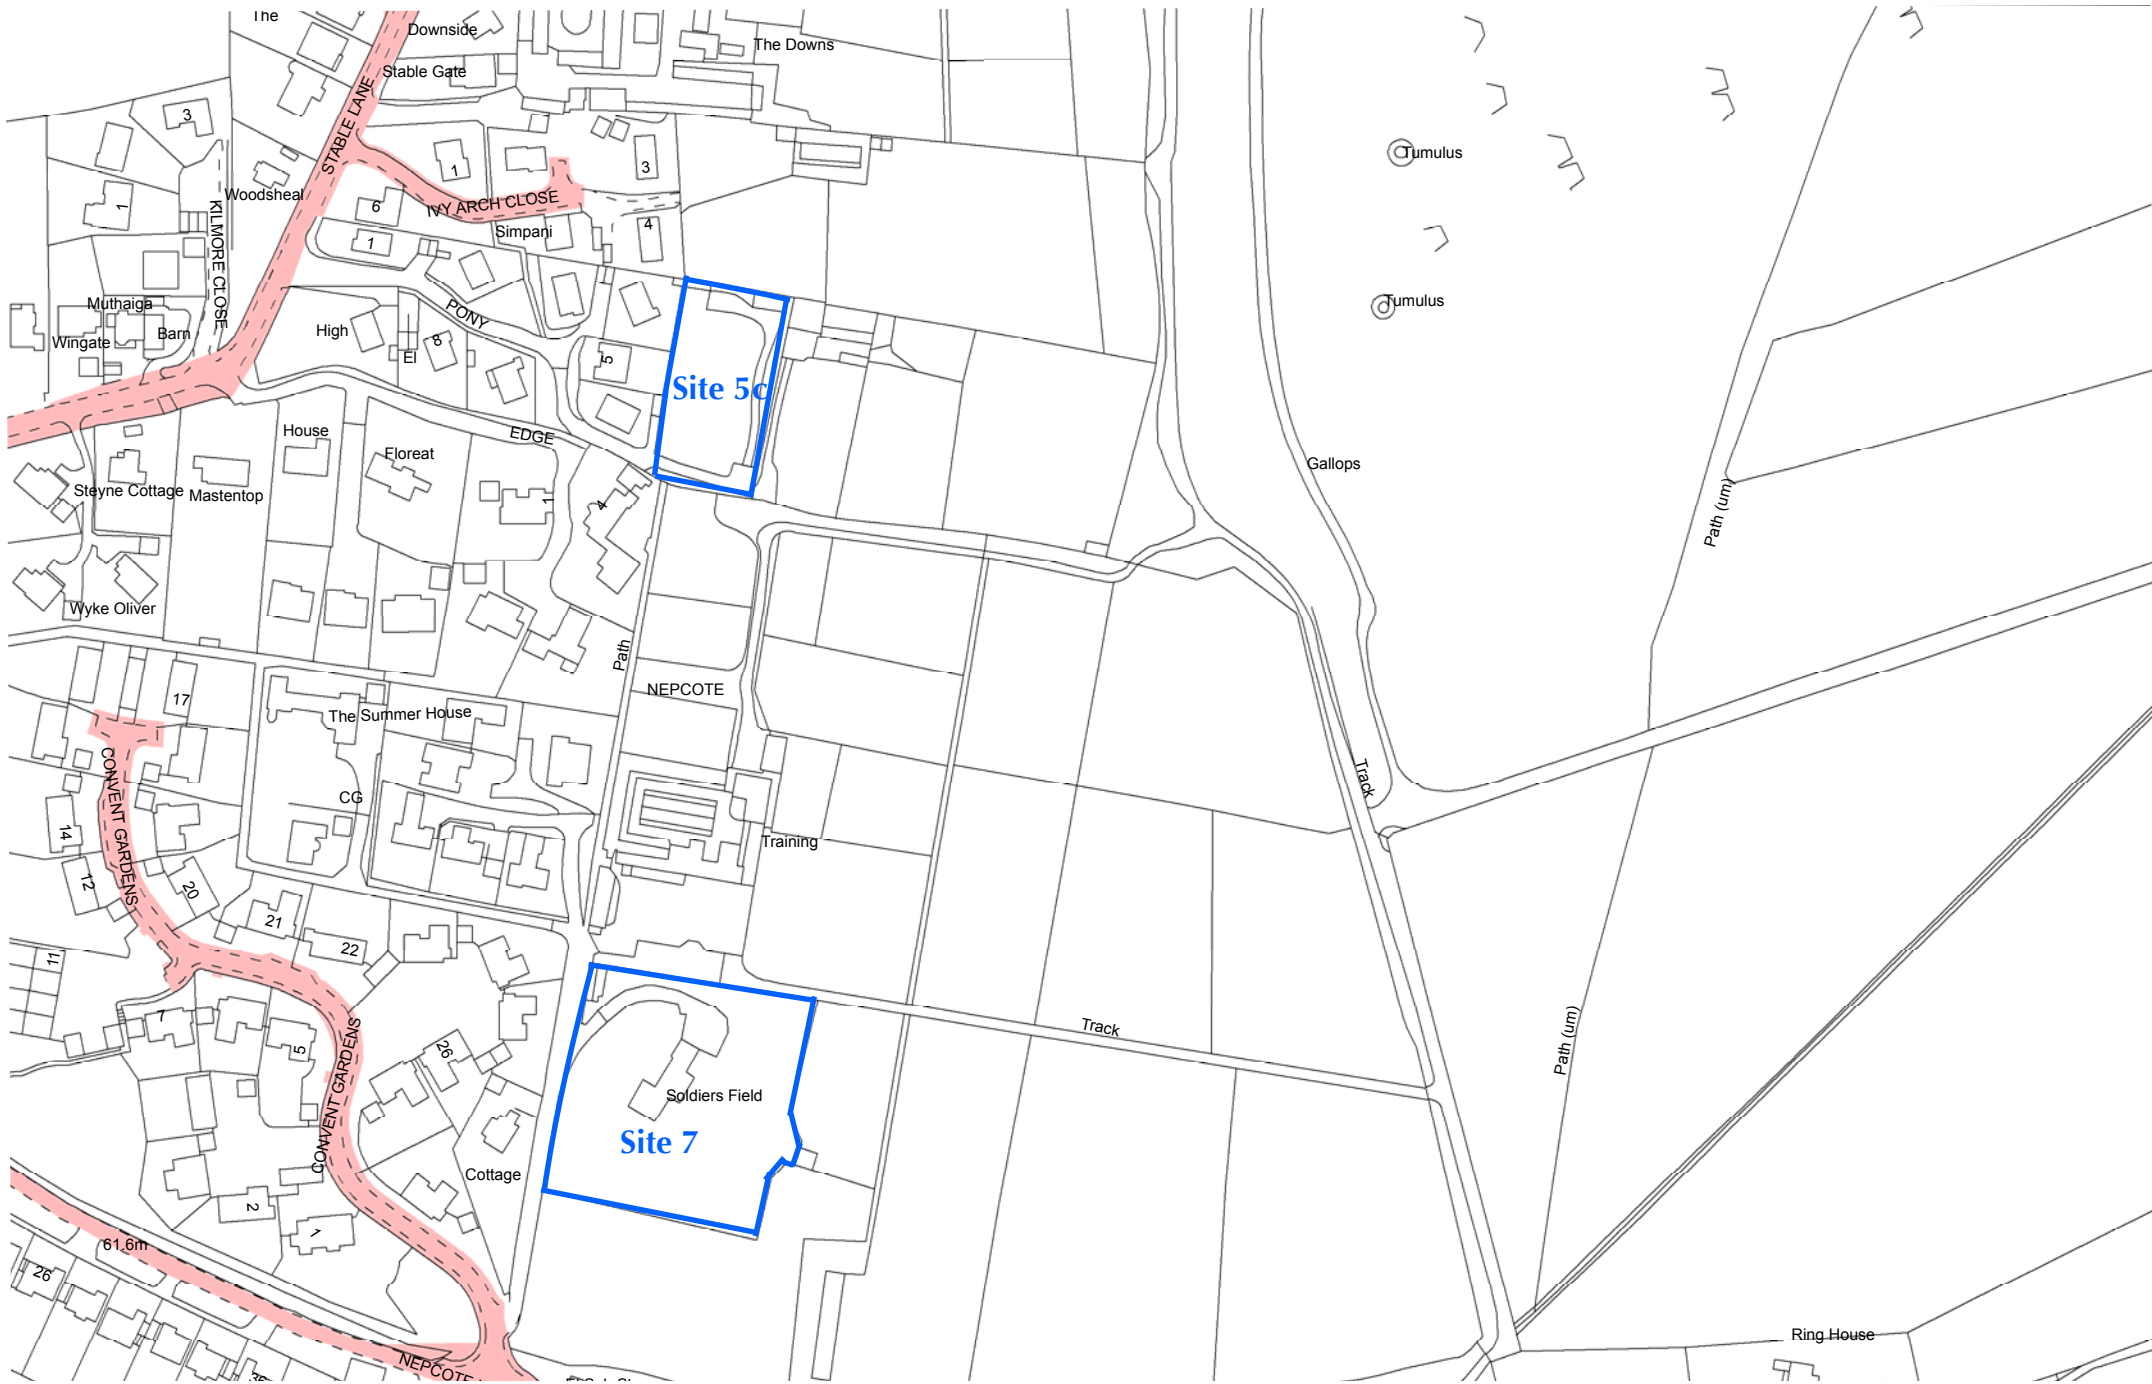 The
Downside
The Downs
Stable Gate
STABLE LANE
3
1
3
Tumulus
1
Woodsheal
KILMORE CLOSE
6
IVY ARCH CLOSE
Simpani
4
1
Muthaiga
Barn
Wingate
High
PONY
El
8
5
Tumulus
Site 5c
House
EDGE
Floreat
Steyne Cottage
Mastentop
1
4
Gallops
Path (um)
Wyke Oliver
Path
17
NEPCOTE
The Summer House
CONVENT GARDENS
CG
Track
14
Training
12
20
21
22
11
7
5
26
CONVENT GARDENS
Track
Path (um)
Soldiers Field
Site 7
Cottage
2
1
61.6m
26
Ring House
NEPCOTE